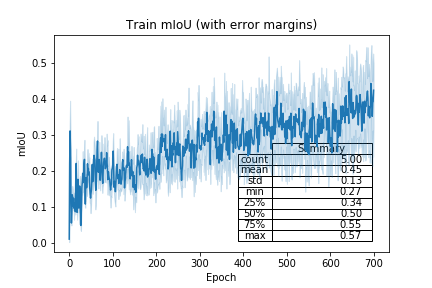 Train mIoU (with error margins)
mIoU
0.5
0.4
0.3
0.2
0.1
0.0
Summary
count 5.00
mean 0.45
std 0.13
min 0.27
25% 0.34
50% 0.50
75% 0.55
max 0.57
0 100 200 300 400 500 600 700
Epoch